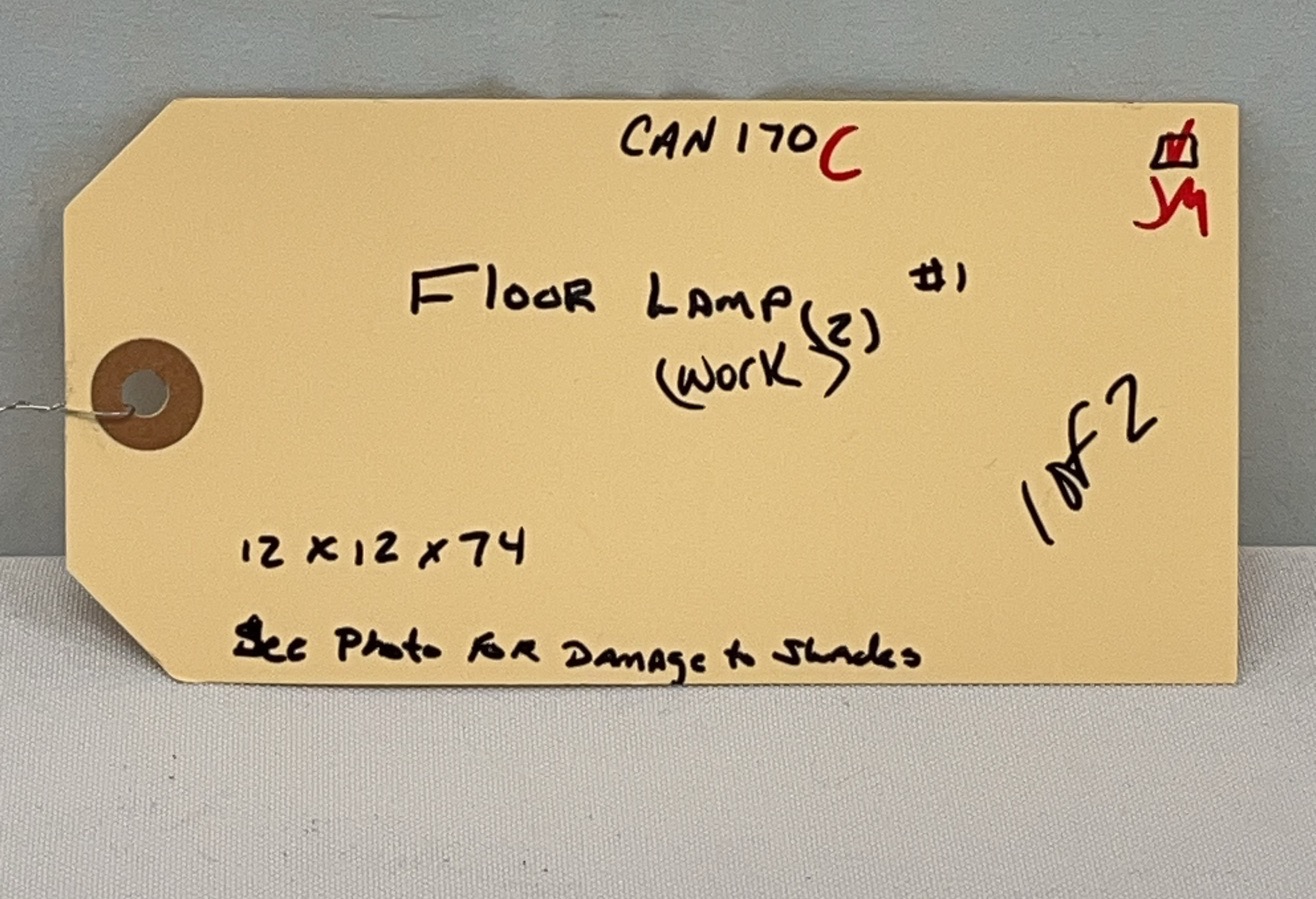 CAN 170C
JM
Floor Lamp (2) #1
(work)
1 of 2
12 x 12 x 74
See Photo For Damage to Shades